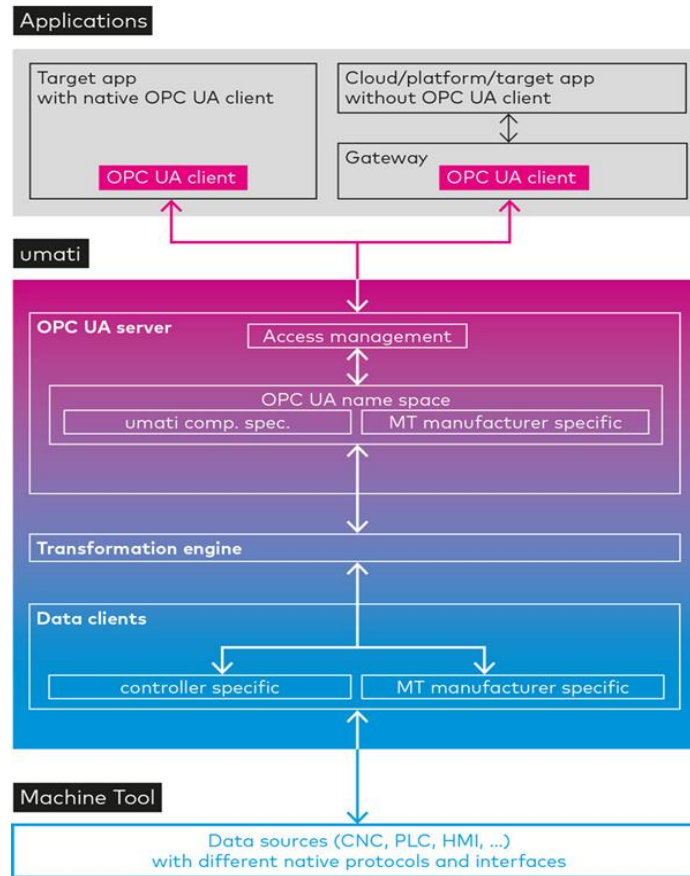 Applications
Target app
with native OPC UA client
OPC UA client
Cloud/platform/target app
without OPC UA client
Gateway
OPC UA client
umati
OPC UA server
Access management
OPC UA name space
umati comp. spec.
MT manufacturer specific
Transformation engine
Data clients
controller specific
MT manufacturer specific
Machine Tool
Data sources (CNC, PLC, HMI, ...)
with different native protocols and interfaces